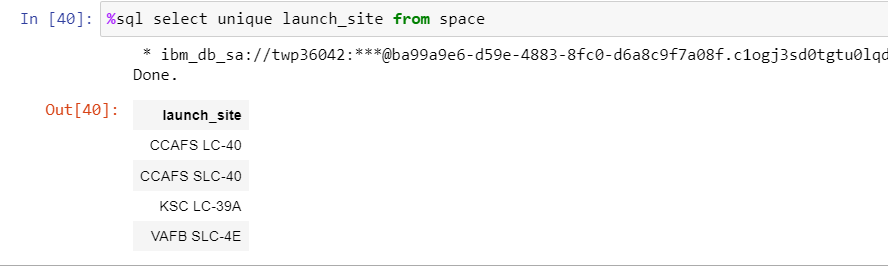 In [40]: %sql select unique launch_site from space
* ibm_db_sa://twp36042:***@ba99a9e6-d59e-4883-8fc0-d6a8c9f7a08f.c1ogj3sd0tgtu0lqd
Done.
Out[40]:
launch_site
CCAFS LC-40
CCAFS SLC-40
KSC LC-39A
VAFB SLC-4E